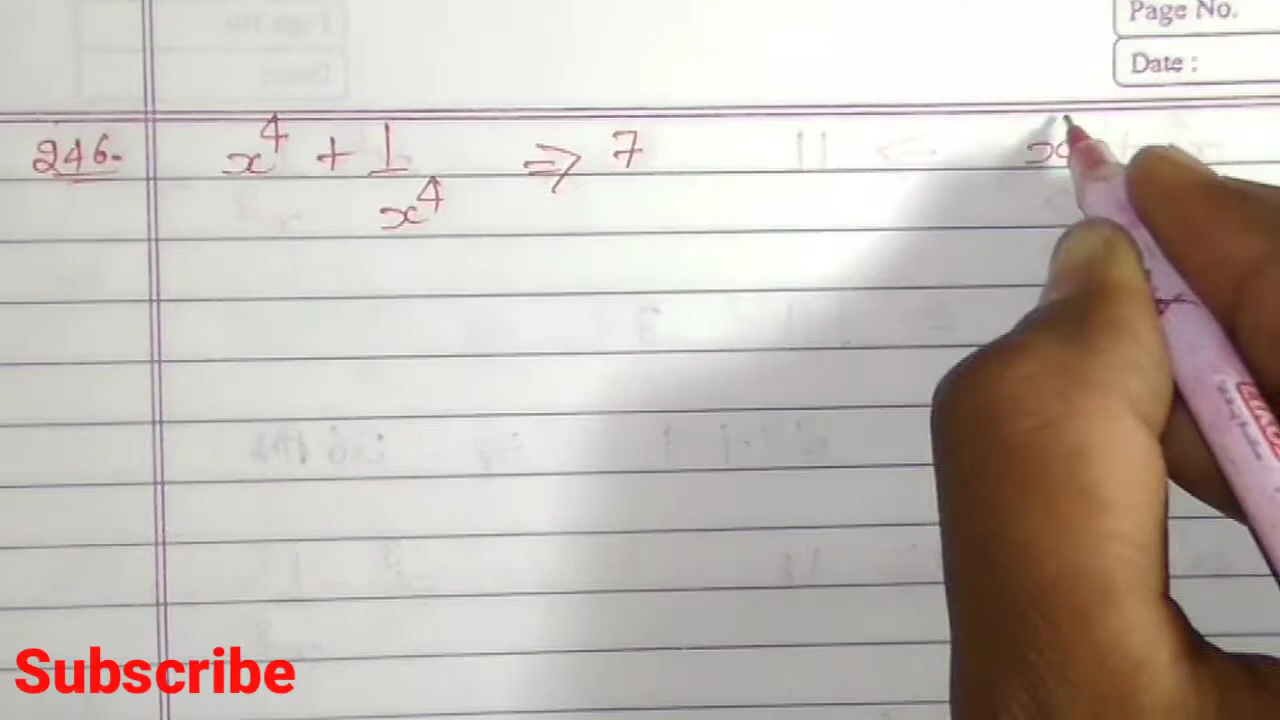 Page No.
Date :
246. x⁴ + 1/x⁴ => 7 x
Subscribe